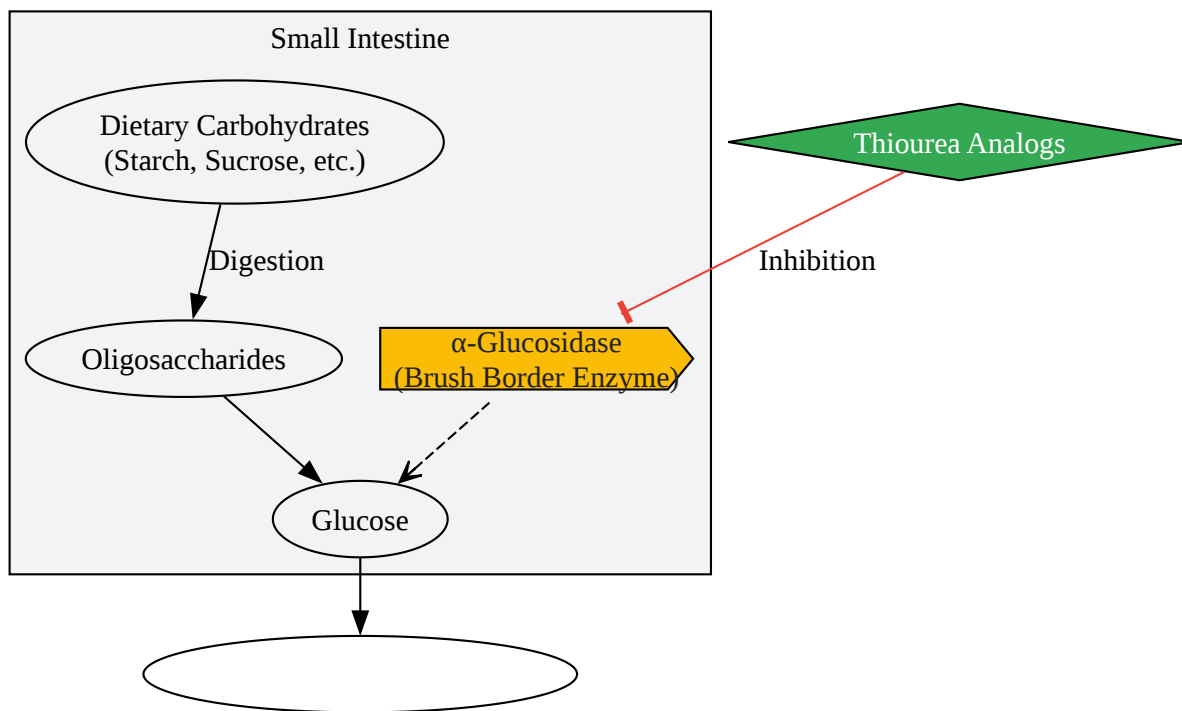 Small Intestine
Dietary Carbohydrates
(Starch, Sucrose, etc.)
Thiourea Analogs
Digestion
Inhibition
Oligosaccharides
α-Glucosidase
(Brush Border Enzyme)
Glucose